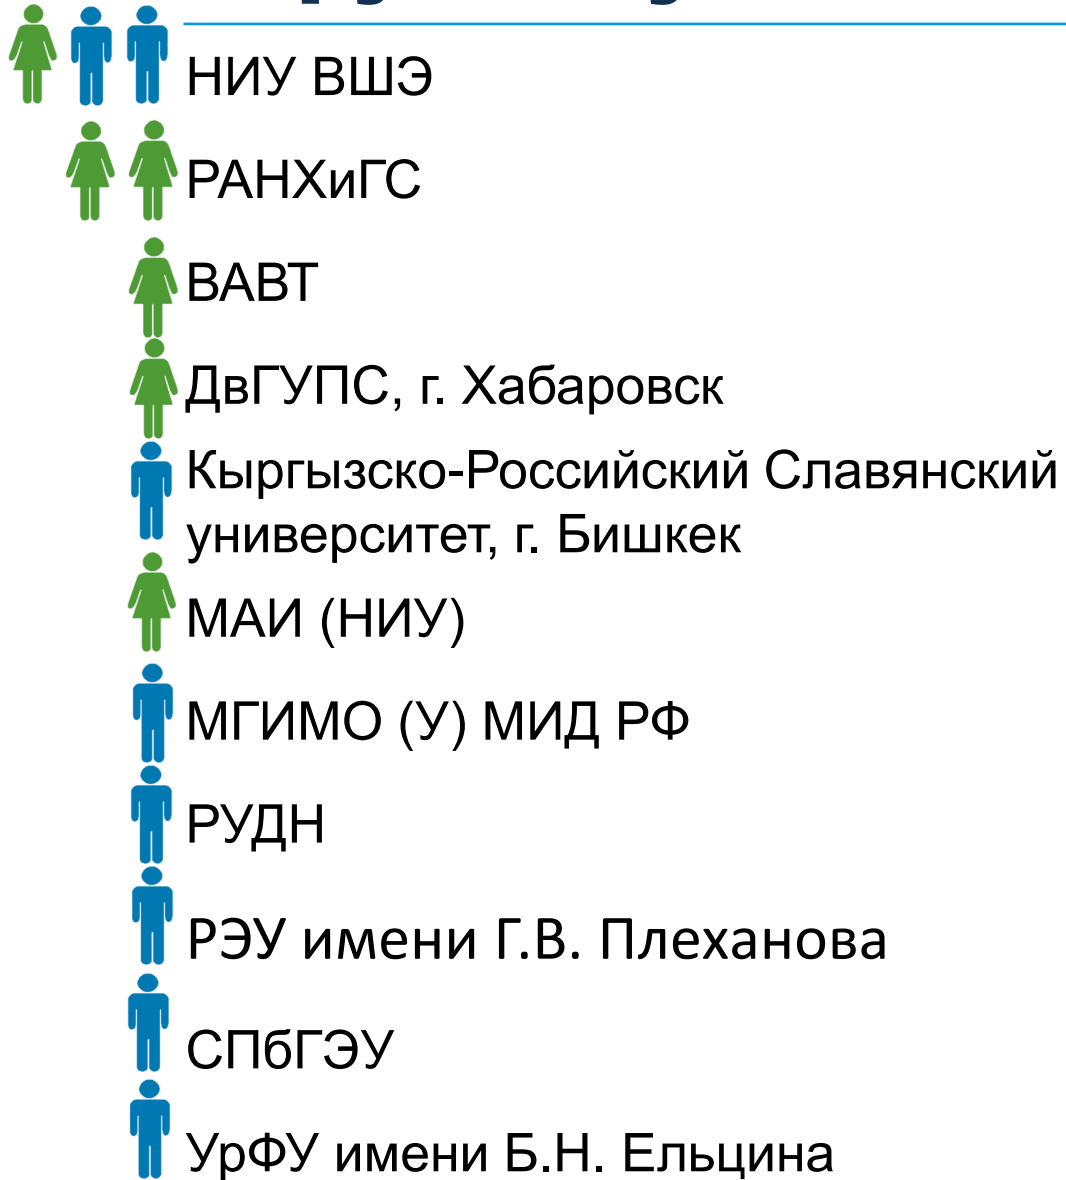 НИУ ВШЭ
РАНХиГС
ВАВТ
ДвГУПС, г. Хабаровск
Кыргызско-Российский Славянский
университет, г. Бишкек
МАИ (НИУ)
МГИМО (У) МИД РФ
РУДН
РЭУ имени Г.В. Плеханова
СПбГЭУ
УрФУ имени Б.Н. Ельцина